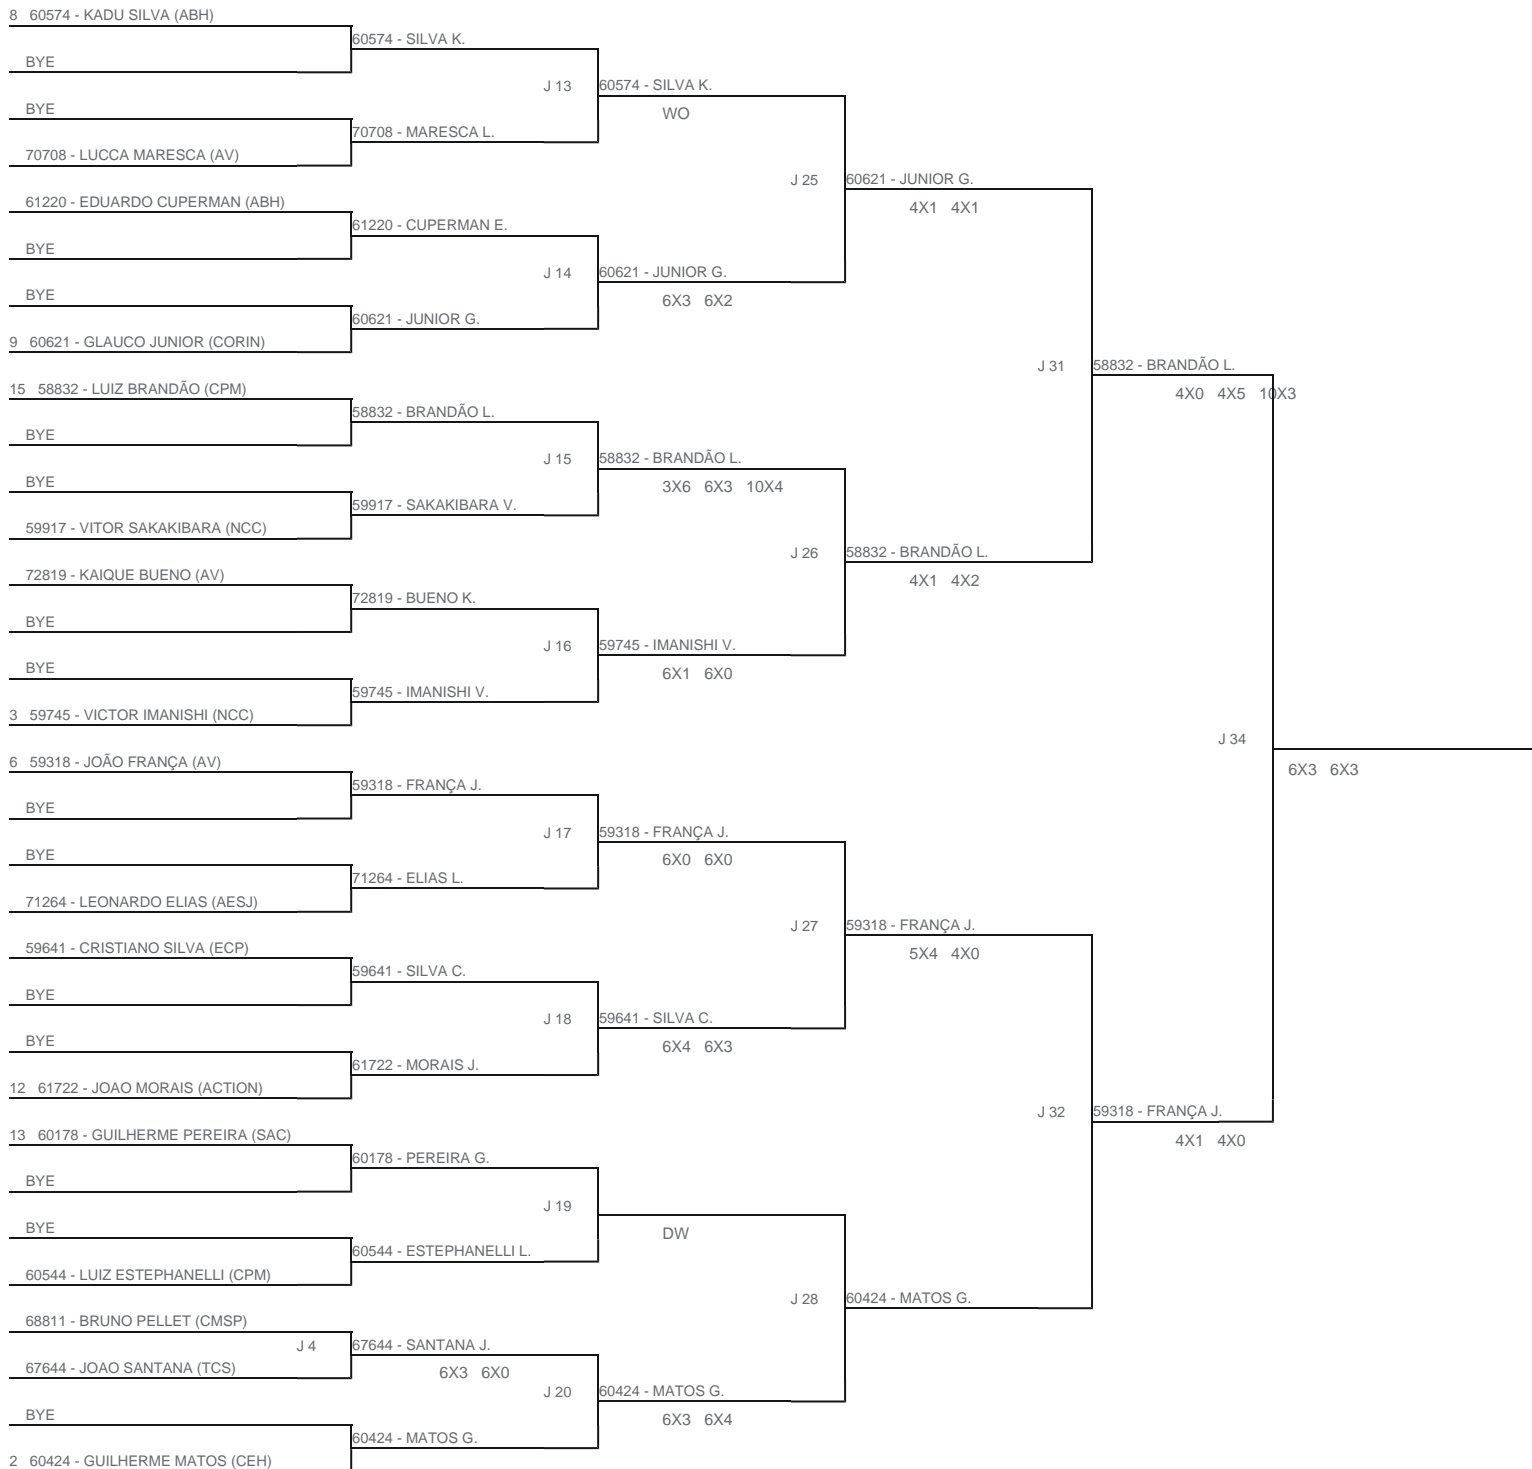 8 60574 - KADU SILVA (ABH)
60574 - SILVA K.
BYE
J 13 60574 - SILVA K.
BYE
WO
70708 - MARESCA L.
70708 - LUCCA MARESCA (AV)
J 25 60621 - JUNIOR G.
61220 - EDUARDO CUPERMAN (ABH)
4X1 4X1
61220 - CUPERMAN E.
BYE
J 14 60621 - JUNIOR G.
BYE
6X3 6X2
60621 - JUNIOR G.
9 60621 - GLAUCO JUNIOR (CORIN)
J 31 58832 - BRANDÃO L.
15 58832 - LUIZ BRANDÃO (CPM)
4X0 4X5 10X3
58832 - BRANDÃO L.
BYE
J 15 58832 - BRANDÃO L.
BYE
3X6 6X3 10X4
59917 - SAKAKIBARA V.
59917 - VITOR SAKAKIBARA (NCC)
J 26 58832 - BRANDÃO L.
72819 - KAIQUE BUENO (AV)
4X1 4X2
72819 - BUENO K.
BYE
J 16 59745 - IMANISHI V.
BYE
6X1 6X0
59745 - IMANISHI V.
3 59745 - VICTOR IMANISHI (NCC)
J 34
6 59318 - JOÃO FRANÇA (AV)
6X3 6X3
59318 - FRANÇA J.
BYE
J 17 59318 - FRANÇA J.
BYE
6X0 6X0
71264 - ELIAS L.
71264 - LEONARDO ELIAS (AESJ)
J 27 59318 - FRANÇA J.
59641 - CRISTIANO SILVA (ECP)
5X4 4X0
59641 - SILVA C.
BYE
J 18 59641 - SILVA C.
BYE
6X4 6X3
61722 - MORAIS J.
12 61722 - JOAO MORAIS (ACTION)
J 32 59318 - FRANÇA J.
13 60178 - GUILHERME PEREIRA (SAC)
4X1 4X0
60178 - PEREIRA G.
BYE
J 19
BYE
DW
60544 - ESTEPHANELLI L.
60544 - LUIZ ESTEPHANELLI (CPM)
J 28 60424 - MATOS G.
68811 - BRUNO PELLET (CMSP)
J 4 67644 - SANTANA J.
67644 - JOAO SANTANA (TCS)
6X3 6X0
J 20 60424 - MATOS G.
BYE
6X3 6X4
60424 - MATOS G.
2 60424 - GUILHERME MATOS (CEH)